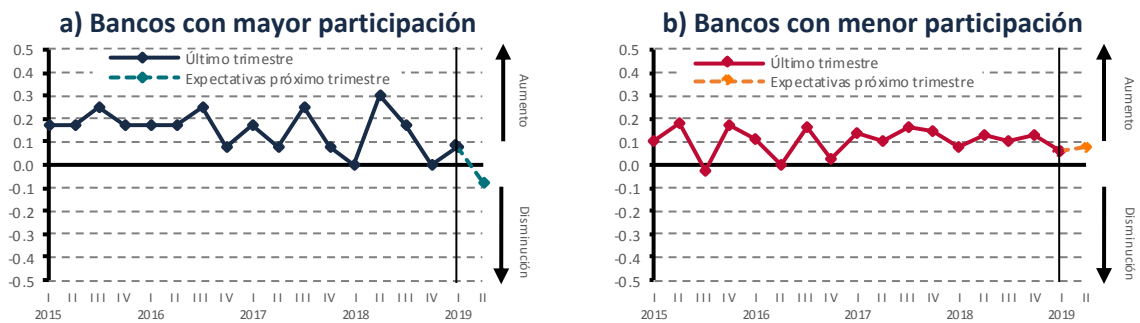 a) Bancos con mayor participación
Último trimestre
Expectativas próximo trimestre
0.5
0.4
0.3
0.2
0.1
0.0
-0.1
-0.2
-0.3
-0.4
-0.5
Aumento
Disminución
I II III IV I II III IV I II III IV I II III IV I II
2015 2016 2017 2018 2019
b) Bancos con menor participación
Último trimestre
Expectativas próximo trimestre
0.5
0.4
0.3
0.2
0.1
0.0
-0.1
-0.2
-0.3
-0.4
-0.5
Aumento
Disminución
I II III IV I II III IV I II III IV I II III IV I II
2015 2016 2017 2018 2019